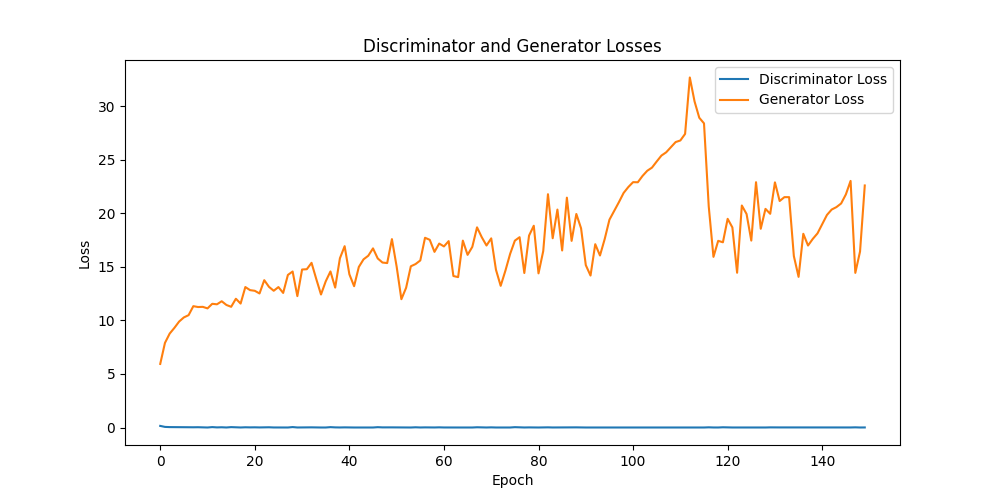 Discriminator and Generator Losses
Discriminator Loss
Generator Loss
Loss
30
25
20
15
10
5
0
0 20 40 60 80 100 120 140
Epoch